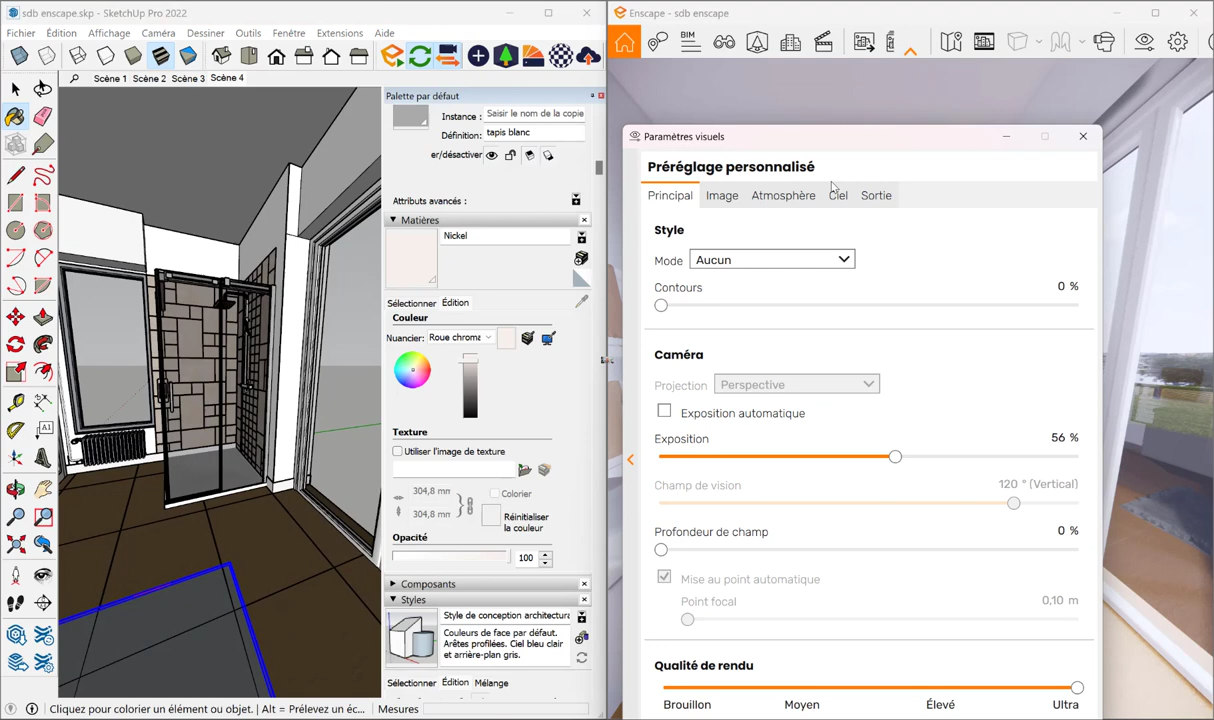 sdb enscape.skp - SketchUp Pro 2022
Fichier Édition Affichage Caméra Dessiner Outils Fenêtre Extensions Aide
Scène 1 Scène 2 Scène 3 Scène 4
A1
Cliquez pour colorier un élément ou objet. | Alt = Prélevez un éc... Mesures
Palette par défaut
Instance : Saisir le nom de la copie
Définition : tapis blanc
er/désactiver
Attributs avancés :
Matières
Nickel
Sélectionner Édition
Couleur
Nuancier: Roue chroma
Texture
Utiliser l'image de texture
304,8 mm
304,8 mm
Colorier
Réinitialiser
la couleur
Opacité
100
Composants
Styles
Style de conception architectura
Couleurs de face par défaut.
Arêtes profilées. Ciel bleu clair
et arrière-plan gris.
Sélectionner Édition Mélange
Enscape - sdb enscape
BIM
Paramètres visuels
Préréglage personnalisé
Principal Image Atmosphère Ciel Sortie
Style
Mode Aucun
Contours 0 %
Caméra
Projection Perspective
Exposition automatique
Exposition 56 %
Champ de vision 120 ° (Vertical)
Profondeur de champ 0 %
Mise au point automatique
Point focal 0,10 m
Qualité de rendu
Brouillon Moyen Élevé Ultra